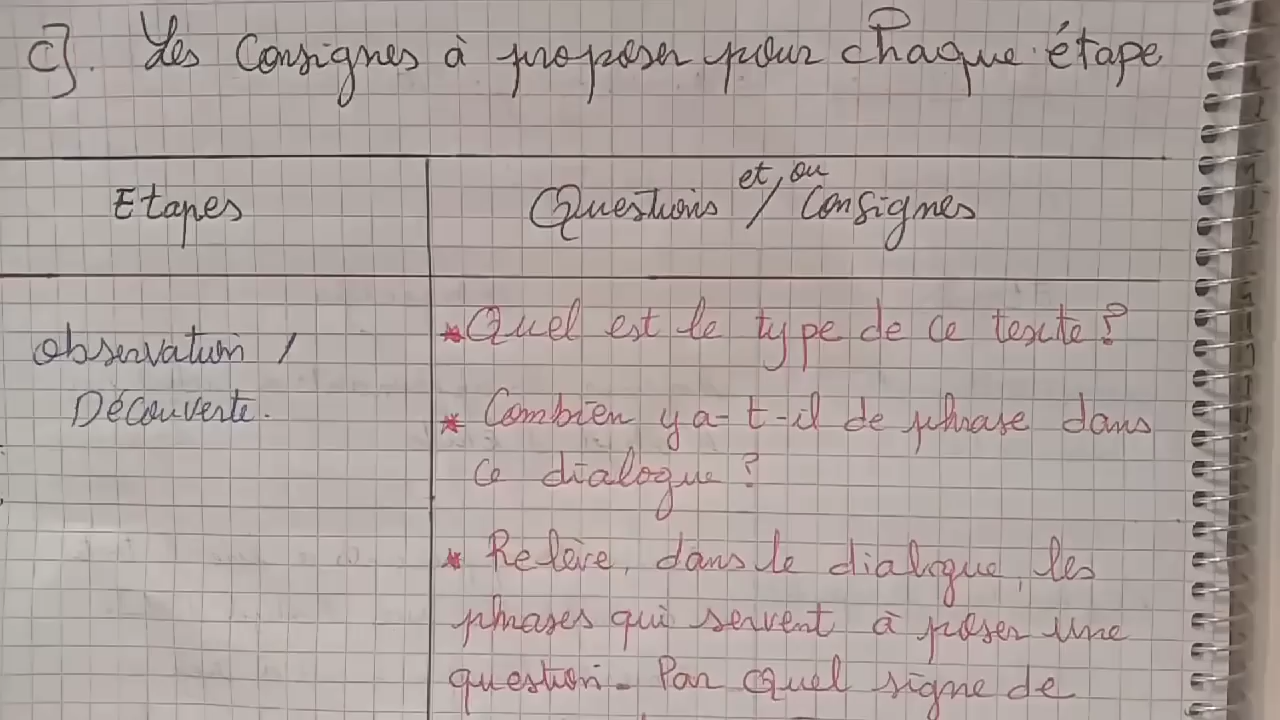 C]. Les Consignes à proposer pour chaque étape
Etapes
Questions et, ou / Consignes
Observation /
Découverte.
* Quel est le type de ce texte ?
* Combien y a-t-il de phrase dans
ce dialogue ?
* Relève, dans le dialogue, les
phrases qui servent à poser une
question. Par quel signe de